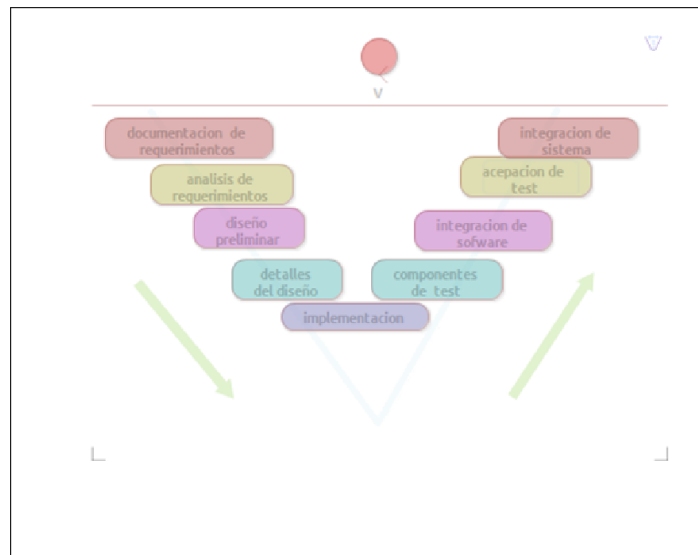 v
documentacion de
requerimientos
integracion de
sistema
analisis de
requerimientos
acepacion de
test
diseño
preliminar
integracion de
sofware
detalles
del diseño
componentes
de test
implementacion